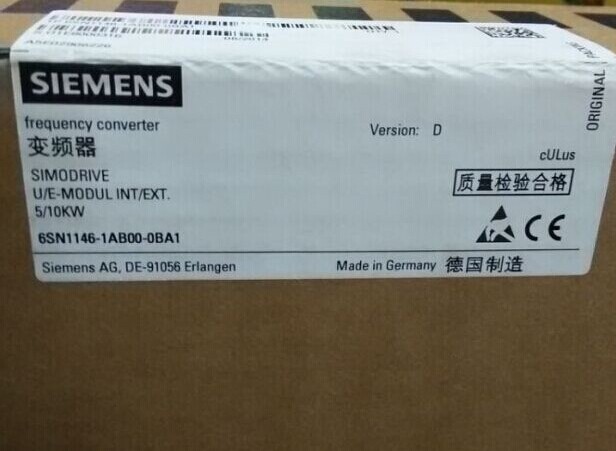 SIEMENS
frequency converter
变频器
SIMODRIVE
U/E-MODUL INT/EXT.
5/10KW
6SN1146-1AB00-0BA1
Siemens AG, DE-91056 Erlangen
Version: D
cULus
质量检验合格
CE
Made in Germany 德国制造
ORIGINAL